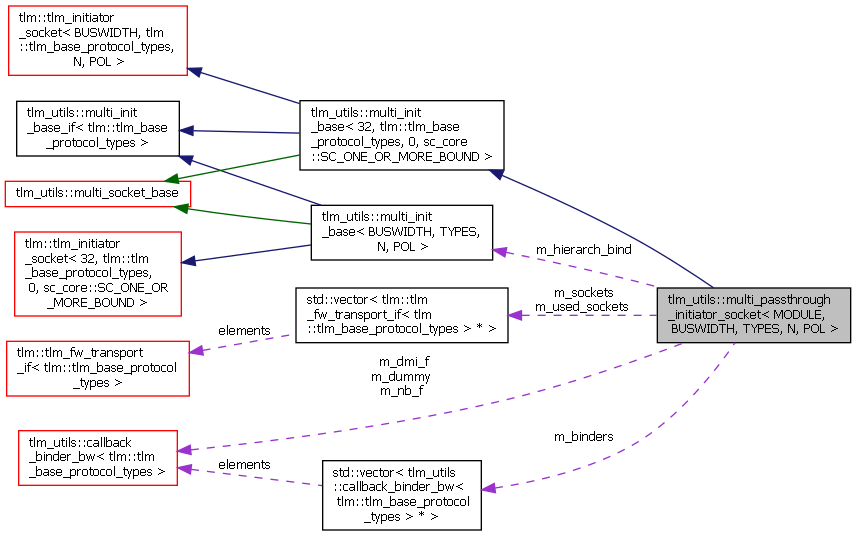 tlm::tlm_initiator
_socket< BUSWIDTH, tlm
::tlm_base_protocol_types,
N, POL >
tlm_utils::multi_init
_base_if< tlm::tlm_base
_protocol_types >
tlm_utils::multi_socket_base
tlm::tlm_initiator
_socket< 32, tlm::tlm
_base_protocol_types,
0, sc_core::SC_ONE_OR
_MORE_BOUND >
tlm::tlm_fw_transport
_if< tlm::tlm_base_protocol
_types >
tlm_utils::callback
_binder_bw< tlm::tlm
_base_protocol_types >
tlm_utils::multi_init
_base< 32, tlm::tlm_base
_protocol_types, 0, sc_core
::SC_ONE_OR_MORE_BOUND >
tlm_utils::multi_init
_base< BUSWIDTH, TYPES,
N, POL >
std::vector< tlm::tlm
_fw_transport_if< tlm
::tlm_base_protocol_types > * >
elements
m_dmi_f
m_dummy
m_nb_f
elements
std::vector< tlm_utils
::callback_binder_bw<
tlm::tlm_base_protocol
_types > * >
m_hierarch_bind
m_sockets
m_used_sockets
m_binders
tlm_utils::multi_passthrough
_initiator_socket< MODULE,
BUSWIDTH, TYPES, N, POL >